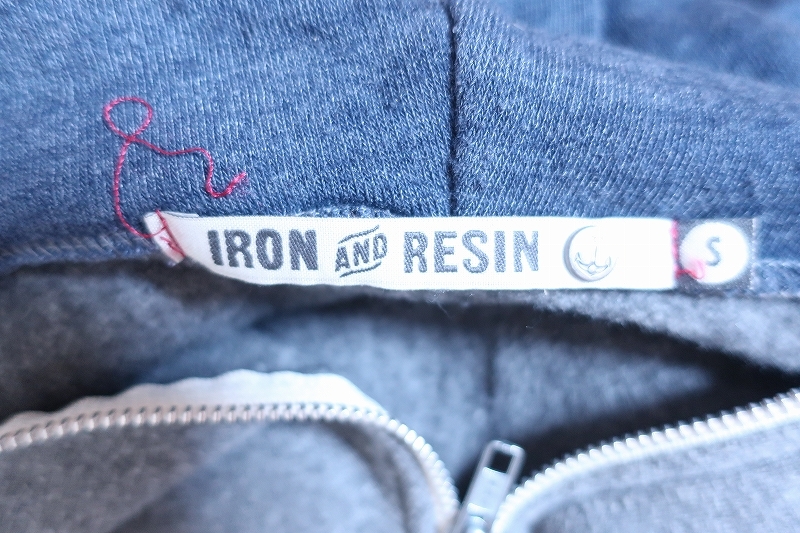 IRON AND RESIN
S